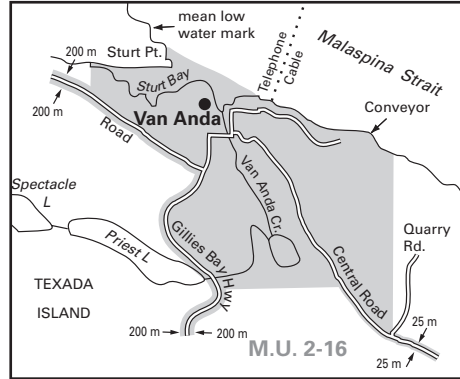 mean low
water mark
200 m
Sturt Pt.
Sturt Bay
Telephone
Cable
Malaspina Strait
200 m
Van Anda
Conveyor
Road
Spectacle
L
Van Anda Cr.
Priest L
Gillies Bay Hwy
Central Road
Quarry
Rd.
TEXADA
ISLAND
200 m
200 m
25 m
M.U. 2-16
25 m